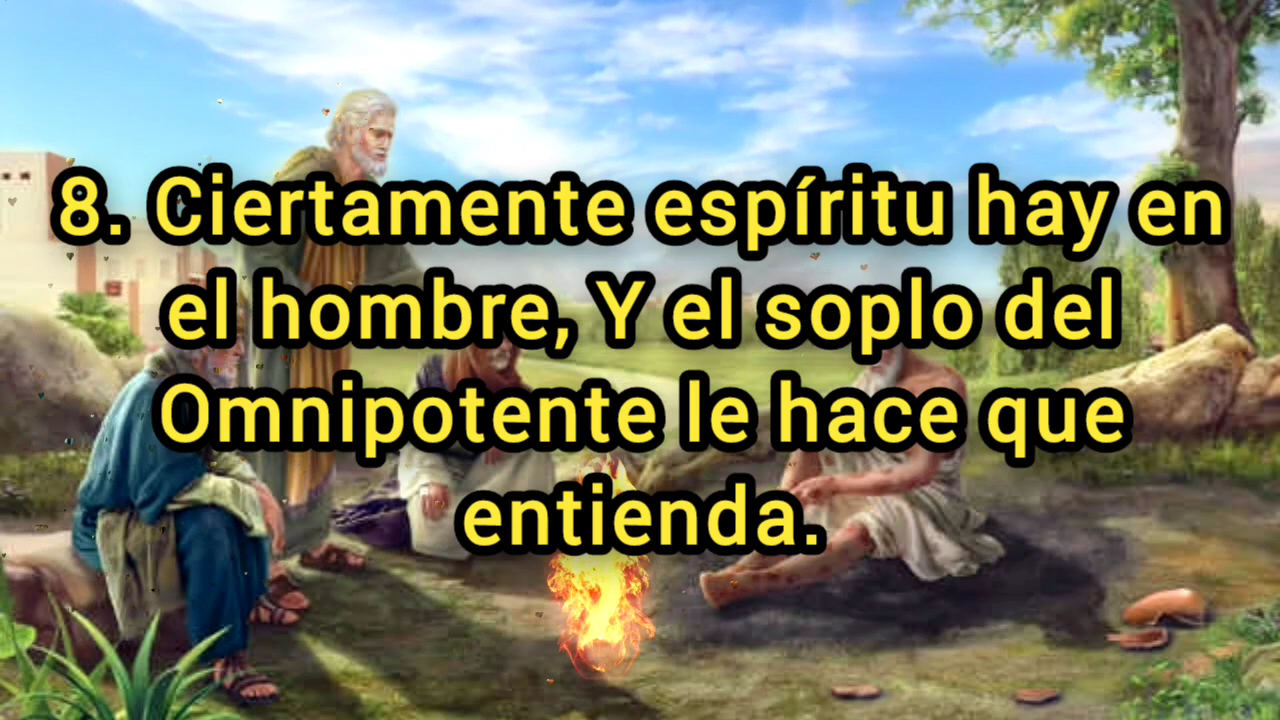 8. Ciertamente espíritu hay en
el hombre, Y el soplo del
Omnipotente le hace que
entienda.